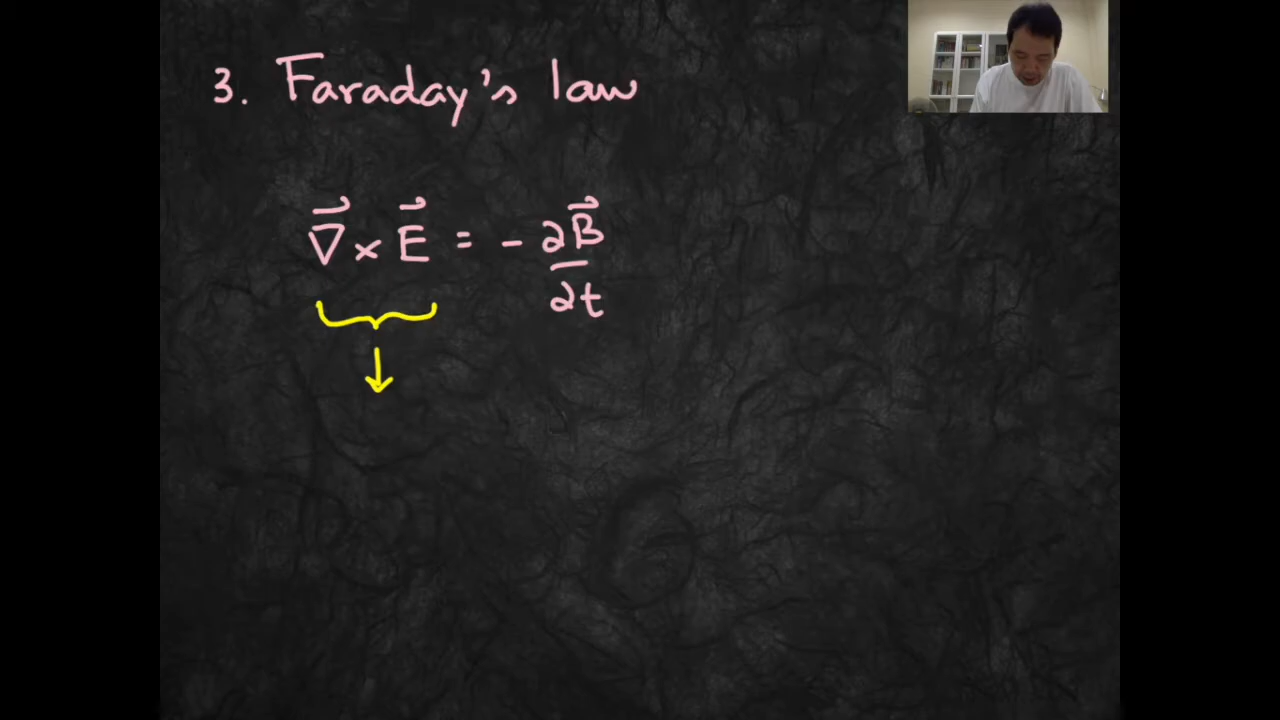 3. Faraday's law
∇⃗ × E⃗ = - ∂B⃗/∂t